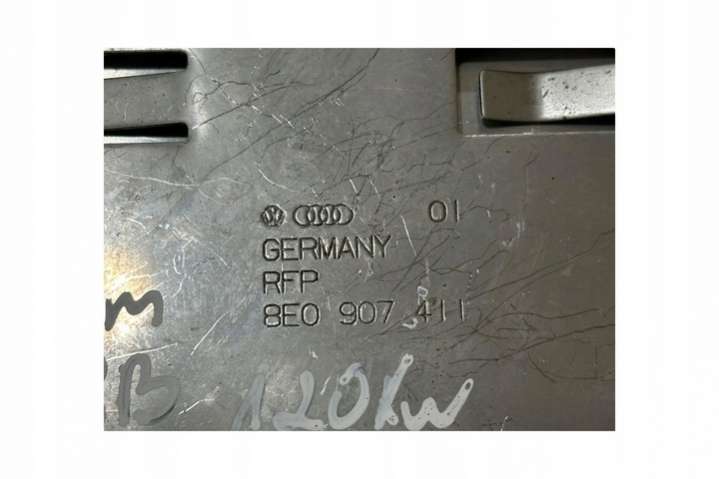 01
GERMANY
RFP
8E0 907 411
m
B 120kw